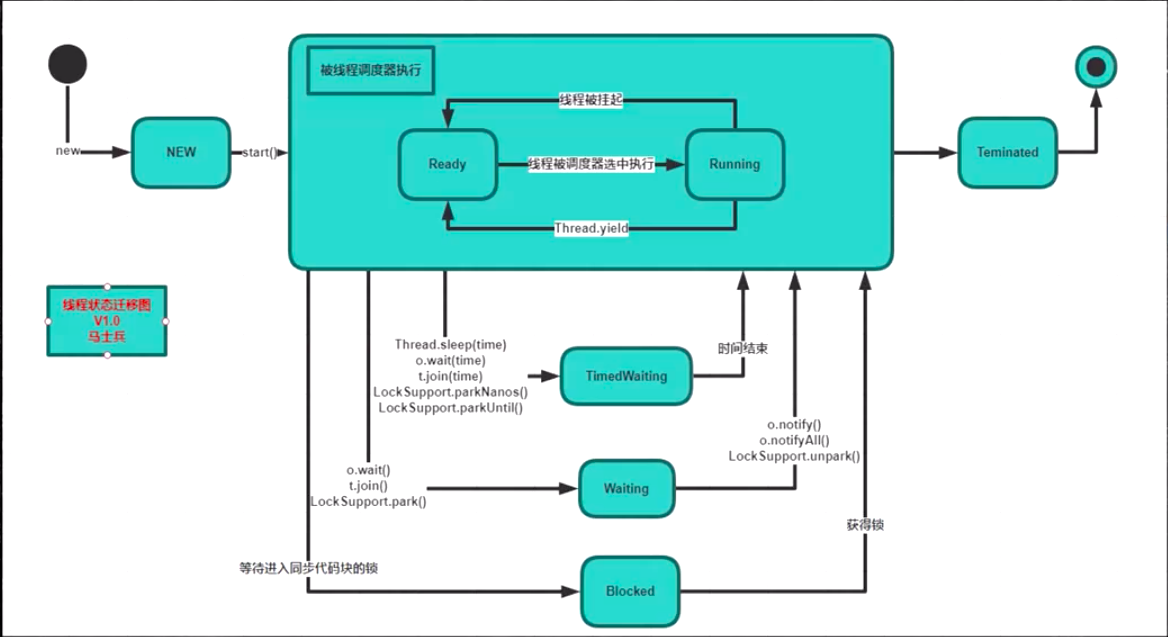 被线程调度器执行
线程被挂起
new
NEW
start()
Ready
线程被调度器选中执行
Running
Teminated
Thread.yield
线程状态迁移图
V1.0
马士兵
Thread.sleep(time)
o.wait(time)
t.join(time)
LockSupport.parkNanos()
LockSupport.parkUntil()
TimedWaiting
时间结束
o.notify()
o.notifyAll()
LockSupport.unpark()
o.wait()
t.join()
LockSupport.park()
Waiting
获得锁
等待进入同步代码块的锁
Blocked